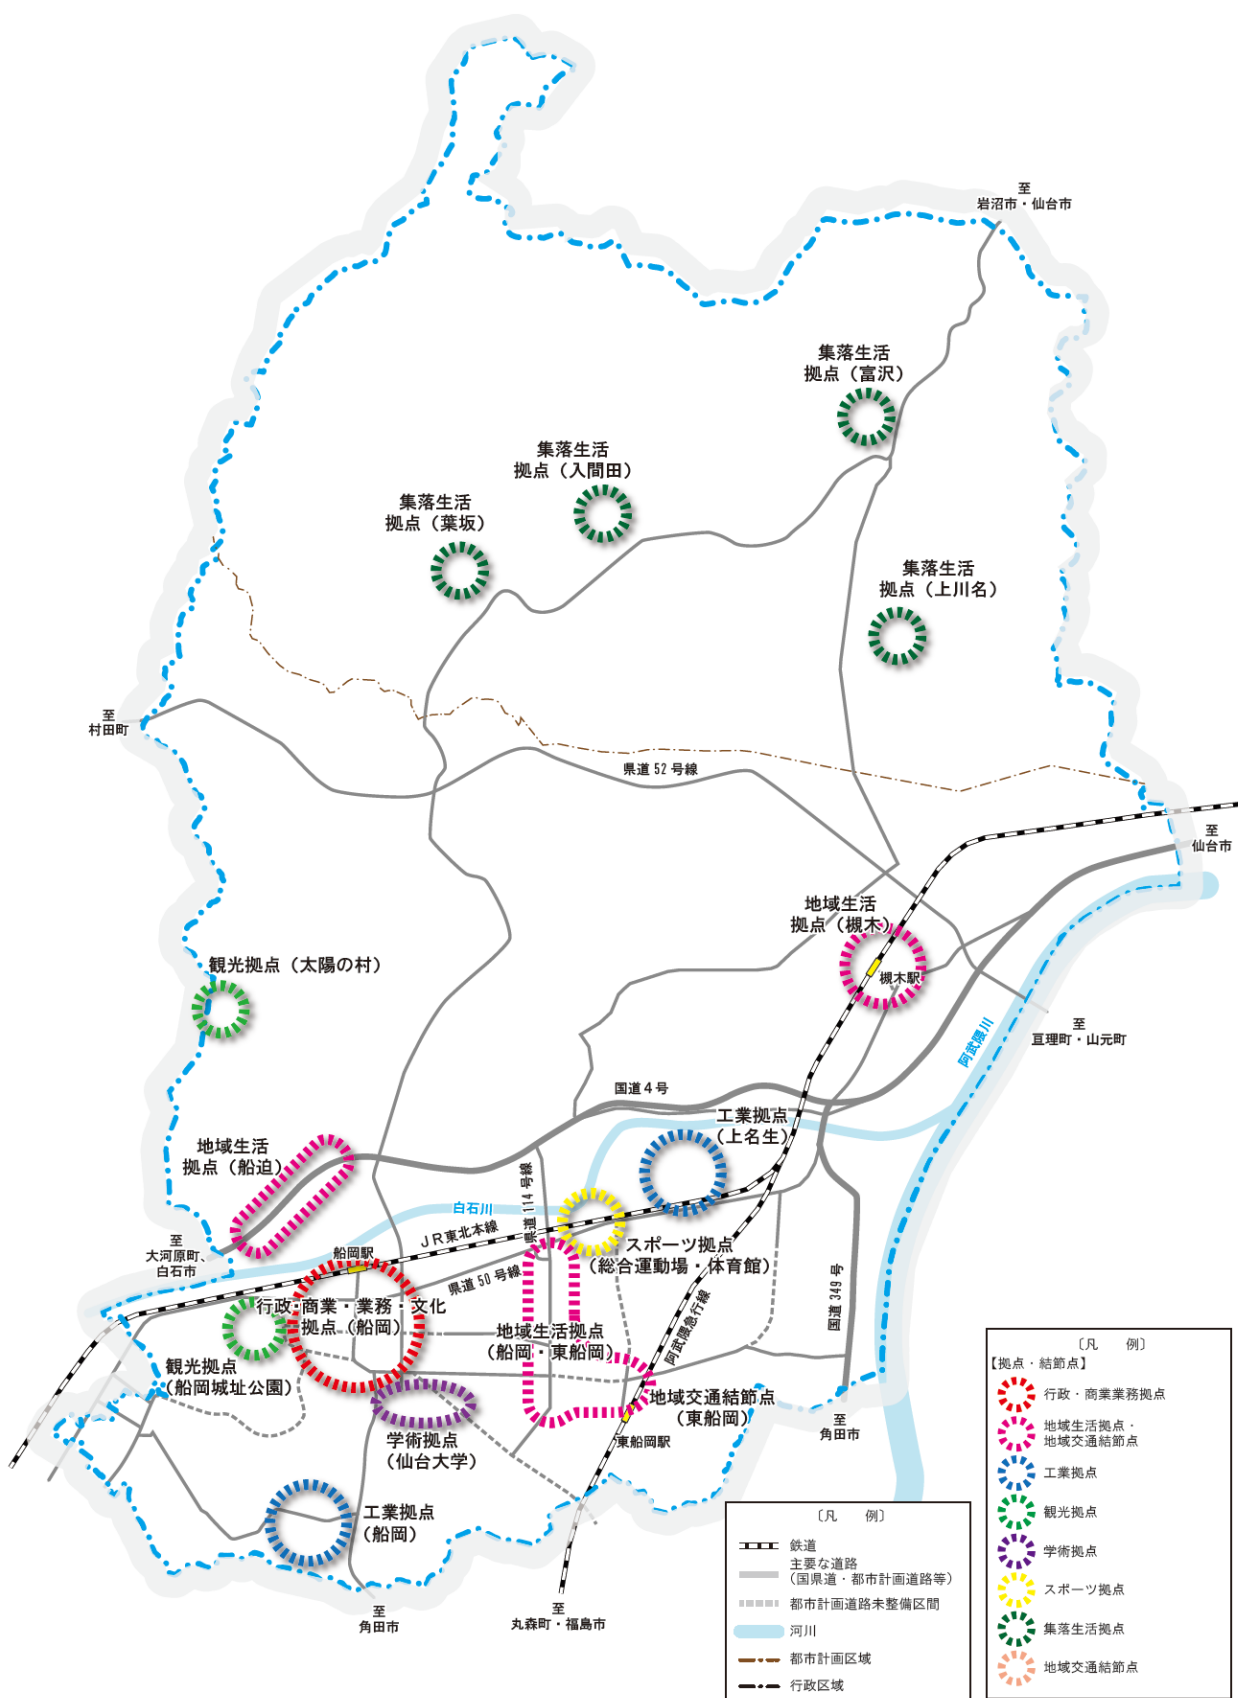 至
岩沼市・仙台市
集落生活
拠点（富沢）
集落生活
拠点（入間田）
集落生活
拠点（葉坂）
集落生活
拠点（上川名）
至
村田町
県道 52 号線
至
仙台市
地域生活
拠点（槻木）
槻木駅
観光拠点（太陽の村）
阿武隈川
至
亘理町・山元町
国道４号
工業拠点
（上名生）
地域生活
拠点（船迫）
県道 114 号線
白石川
ＪＲ東北本線
至
大河原町、
白石市
船岡駅
スポーツ拠点
（総合運動場・体育館）
県道 50 号線
国道 349 号
行政・商業・業務・文化
拠点（船岡）
地域生活拠点
（船岡・東船岡）
阿武隈急行線
観光拠点
（船岡城址公園）
地域交通結節点
（東船岡）
学術拠点
（仙台大学）
東船岡駅
至
角田市
工業拠点
（船岡）
至
角田市
至
丸森町・福島市
〔凡　例〕
鉄道
主要な道路
（国県道・都市計画道路等）
都市計画道路未整備区間
河川
都市計画区域
行政区域
〔凡　例〕
【拠点・結節点】
行政・商業業務拠点
地域生活拠点・
地域交通結節点
工業拠点
観光拠点
学術拠点
スポーツ拠点
集落生活拠点
地域交通結節点